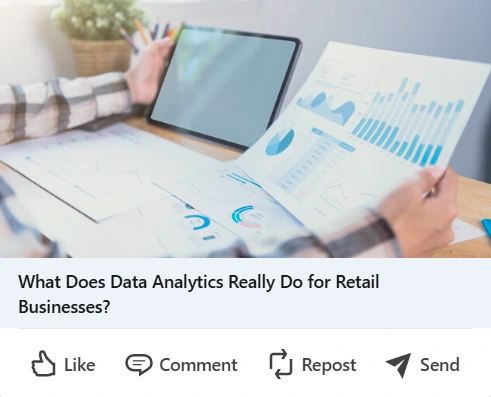 What Does Data Analytics Really Do for Retail
Businesses?
Like Comment Repost Send